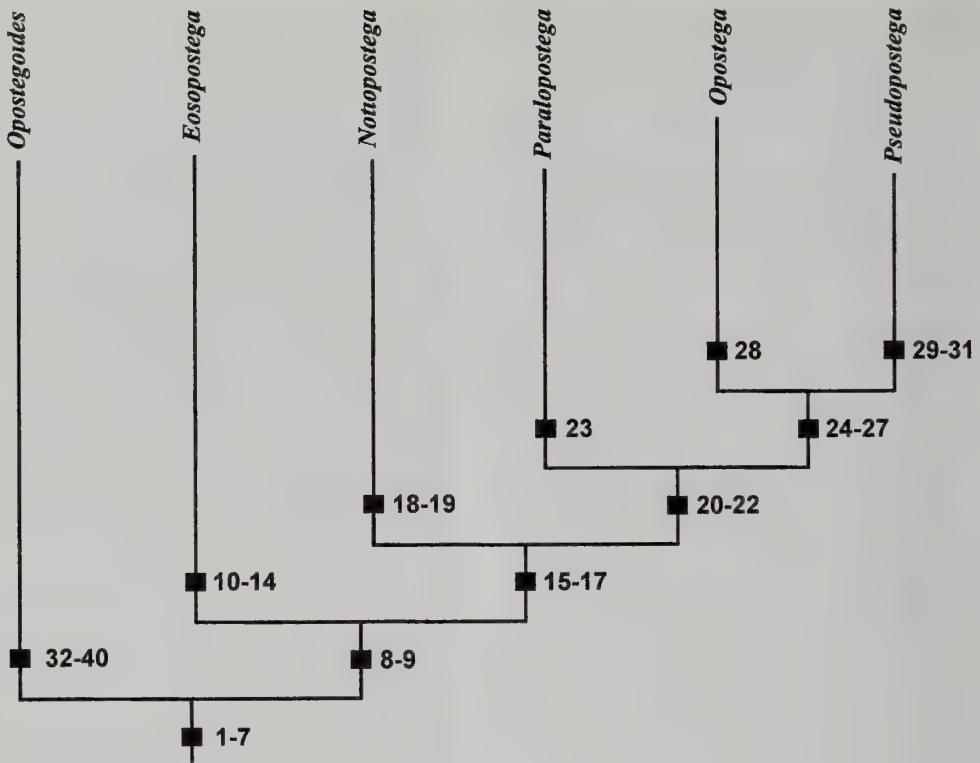 Opostegoides
Eosopostega
Notiopostega
Paralopostega
Opostega
Pseudopostega
28
29-31
23
24-27
18-19
20-22
10-14
15-17
32-40
8-9
1-7